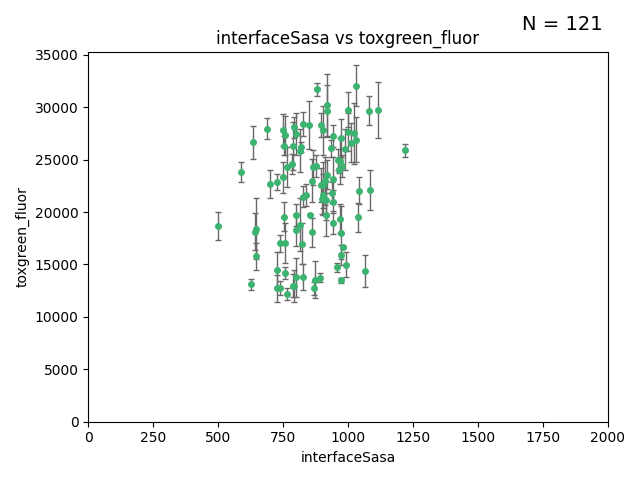 N = 121
interfaceSasa vs toxgreen_fluor
35000
30000
25000
20000
15000
10000
5000
0
toxgreen_fluor
0 250 500 750 1000 1250 1500 1750 2000
interfaceSasa